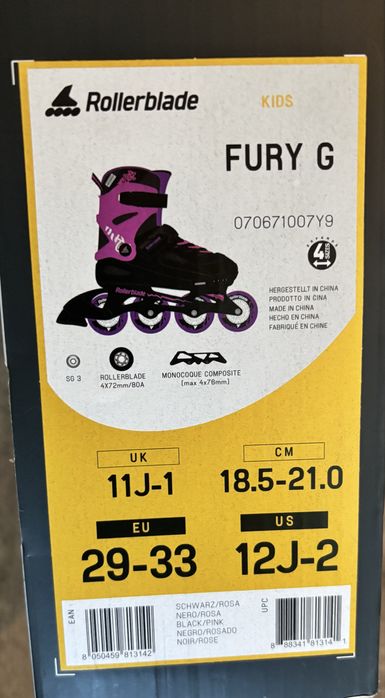 Rollerblade
KIDS
FURY G
070671007Y9
EXPENDS
4
SIZES
Rollerblade
HERGESTELLT IN CHINA
PRODOTTO IN CINA
MADE IN CHINA
HECHO EN CHINA
FABRIQUÉ EN CHINE
SG 3
ROLLERBLADE
4X72mm/80A
MONOCOQUE COMPOSITE
(max 4x76mm)
UK
11J-1
CM
18.5-21.0
EU
29-33
US
12J-2
EAN
8 050459 813142
SCHWARZ/ROSA
NERO/ROSA
BLACK/PINK
NEGRO/ROSADO
NOIR/ROSE
UPC
8 88341 81314 1